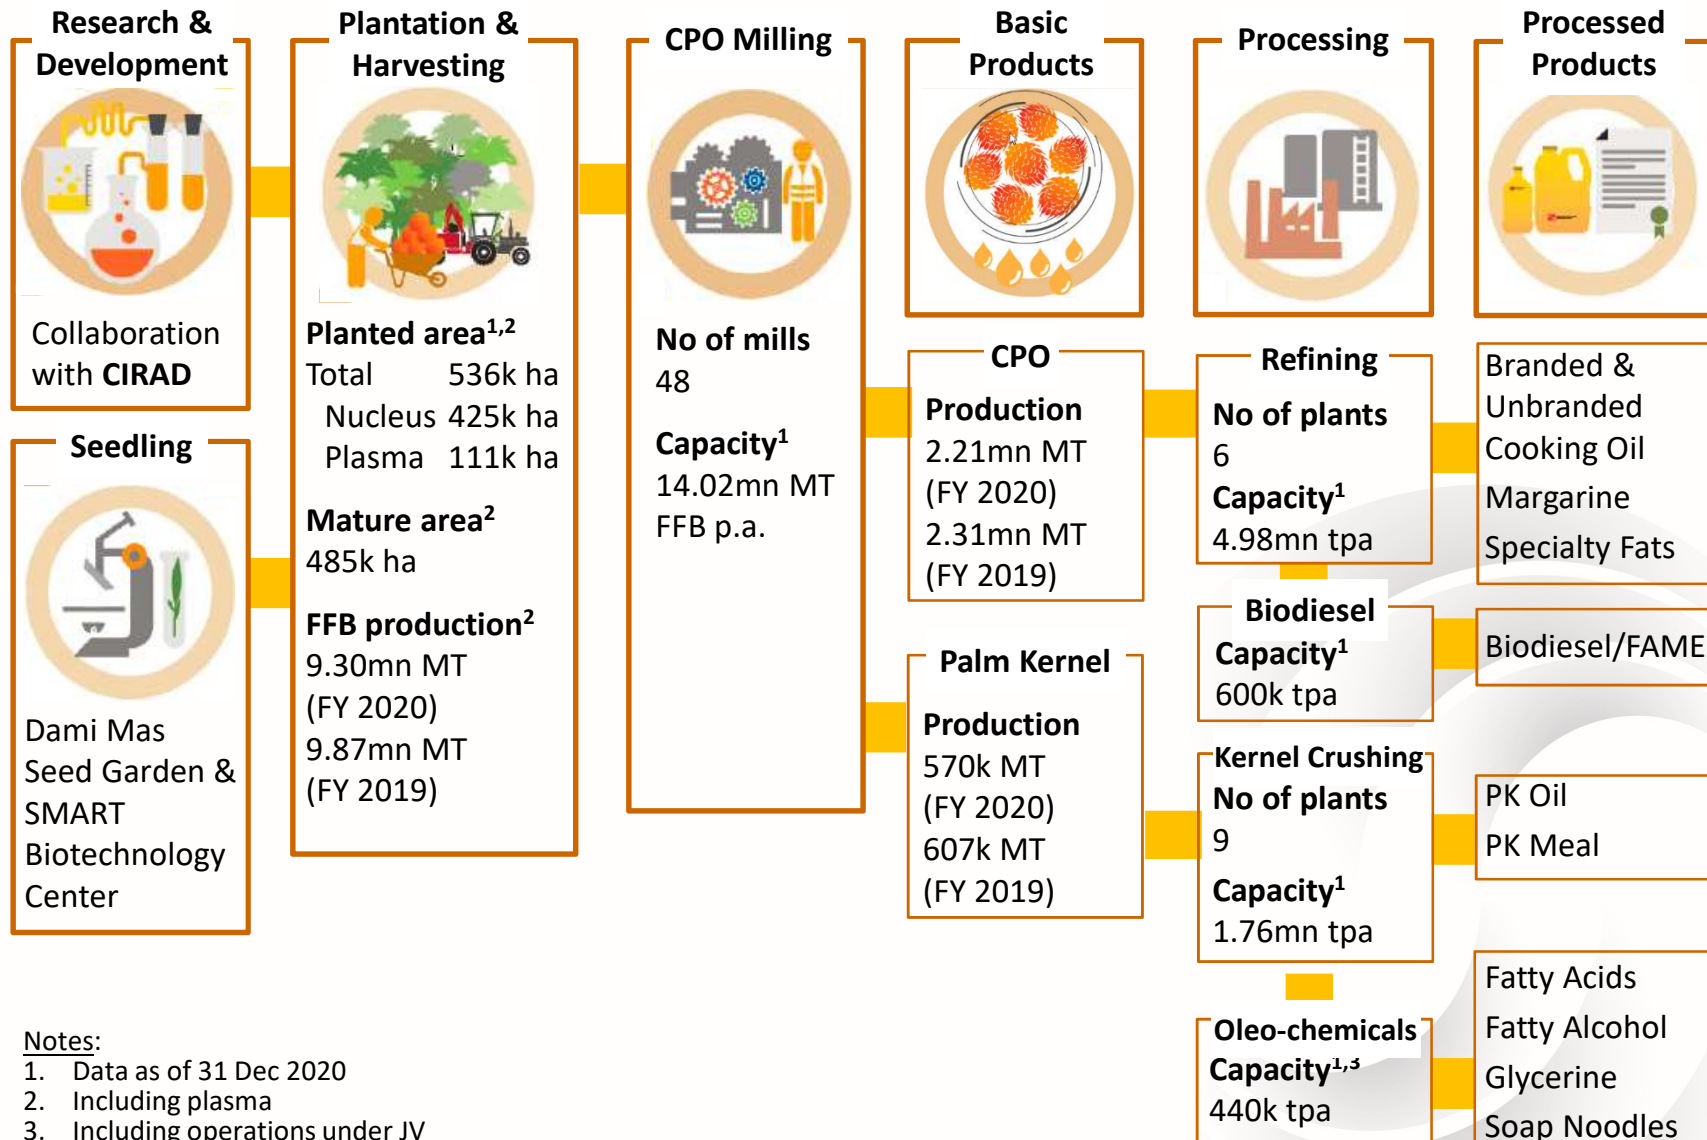 Research &
Development
Collaboration
with CIRAD
Seedling
Dami Mas
Seed Garden &
SMART
Biotechnology
Center
Plantation &
Harvesting
Planted area1,2
Total 536k ha
Nucleus 425k ha
Plasma 111k ha
Mature area2
485k ha
FFB production2
9.30mn MT
(FY 2020)
9.87mn MT
(FY 2019)
CPO Milling
No of mills
48
Capacity1
14.02mn MT
FFB p.a.
Basic
Products
CPO
Production
2.21mn MT
(FY 2020)
2.31mn MT
(FY 2019)
Palm Kernel
Production
570k MT
(FY 2020)
607k MT
(FY 2019)
Processing
Refining
No of plants
6
Capacity1
4.98mn tpa
Biodiesel
Capacity1
600k tpa
Kernel Crushing
No of plants
9
Capacity1
1.76mn tpa
Oleo-chemicals
Capacity1,3
440k tpa
Processed
Products
Branded &
Unbranded
Cooking Oil
Margarine
Specialty Fats
Biodiesel/FAME
PK Oil
PK Meal
Fatty Acids
Fatty Alcohol
Glycerine
Soap Noodles
Notes:
1. Data as of 31 Dec 2020
2. Including plasma
3. Including operations under JV